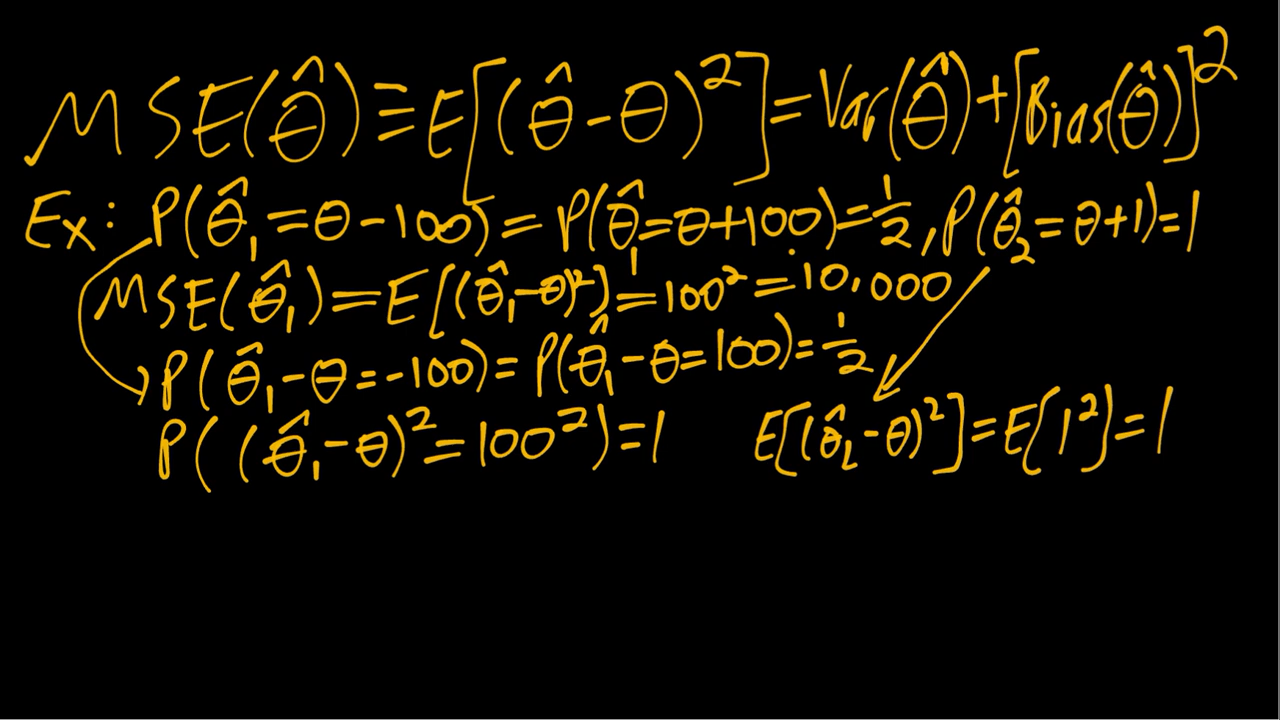 MSE(θ̂) ≡ E[(θ̂-θ)²] = Var(θ̂) + [Bias(θ̂)]²
Ex: P(θ̂₁ = θ-100) = P(θ̂₁ = θ+100) = 1/2, P(θ̂₂ = θ+1) = 1
MSE(θ̂₁) = E[(θ̂₁-θ)²] = 100² = 10,000
P(θ̂₁-θ = -100) = P(θ̂₁-θ = 100) = 1/2
P((θ̂₁-θ)² = 100²) = 1 E[(θ̂₂-θ)²] = E[1²] = 1